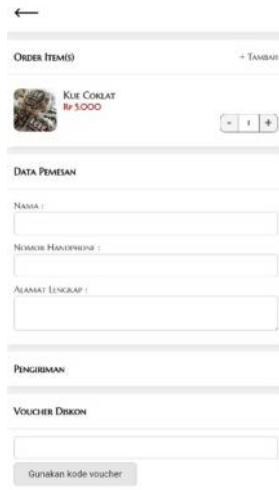 Order Item(s)
+ Tambah
Kue Coklat
Rp 5.000
- 1 +
Data Pemesan
Nama :
Nomor Handphone :
Alamat Lengkap :
Pengiriman
Voucher Diskon
Gunakan kode voucher